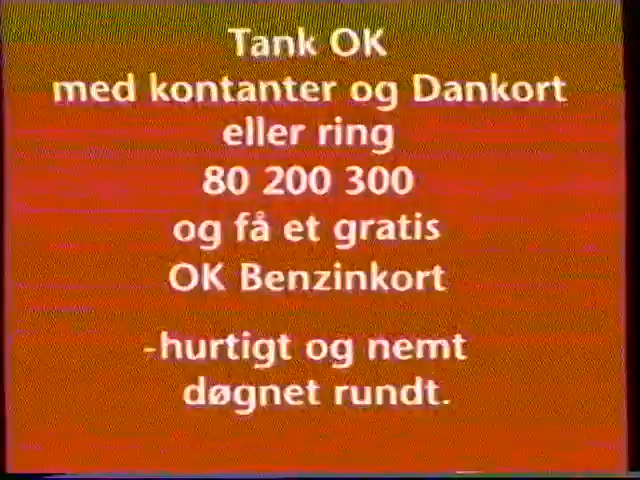 Tank OK
med kontanter og Dankort
eller ring
80 200 300
og få et gratis
OK Benzinkort
-hurtigt og nemt
døgnet rundt.